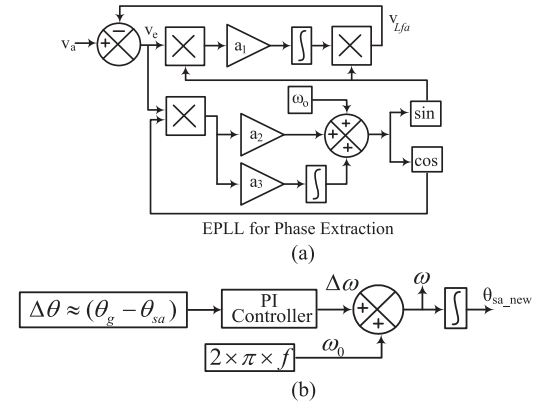 v_Lfa
v_a
+
−
v_e
a_1
∫
ω_o
sin
a_2
+
+
+
cos
a_3
∫
EPLL for Phase Extraction
(a)
Δθ ≈ (θ_g − θ_sa)
PI
Controller
Δω
+
+
ω
∫
θ_sa_new
2 × π × f
ω_0
(b)